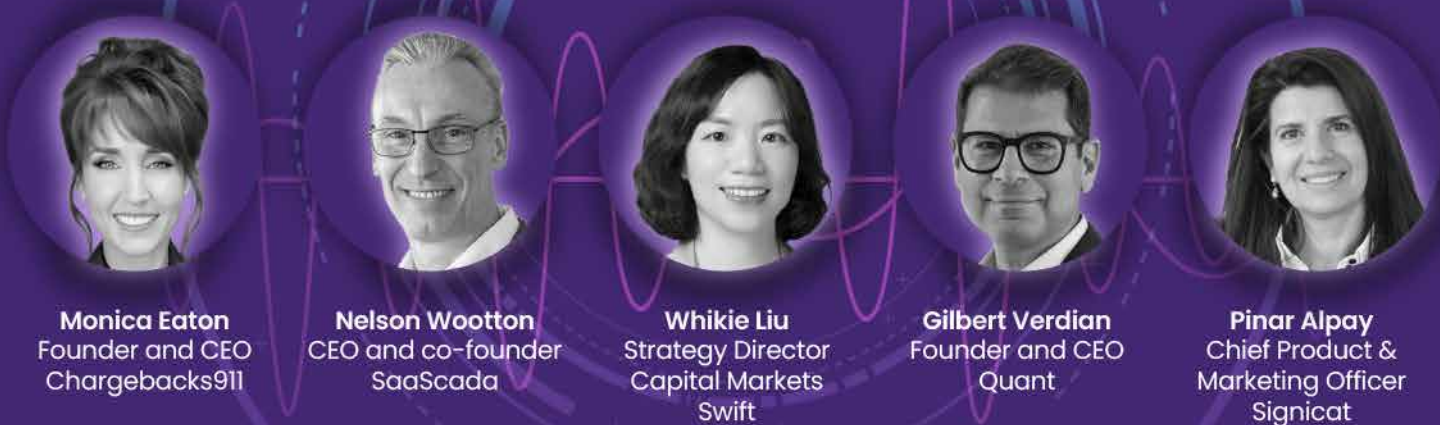 Monica Eaton
Founder and CEO
Chargebacks911
Nelson Wootton
CEO and co-founder
SaaScada
Whikie Liu
Strategy Director
Capital Markets
Swift
Gilbert Verdian
Founder and CEO
Quant
Pinar Alpay
Chief Product &
Marketing Officer
Signicat